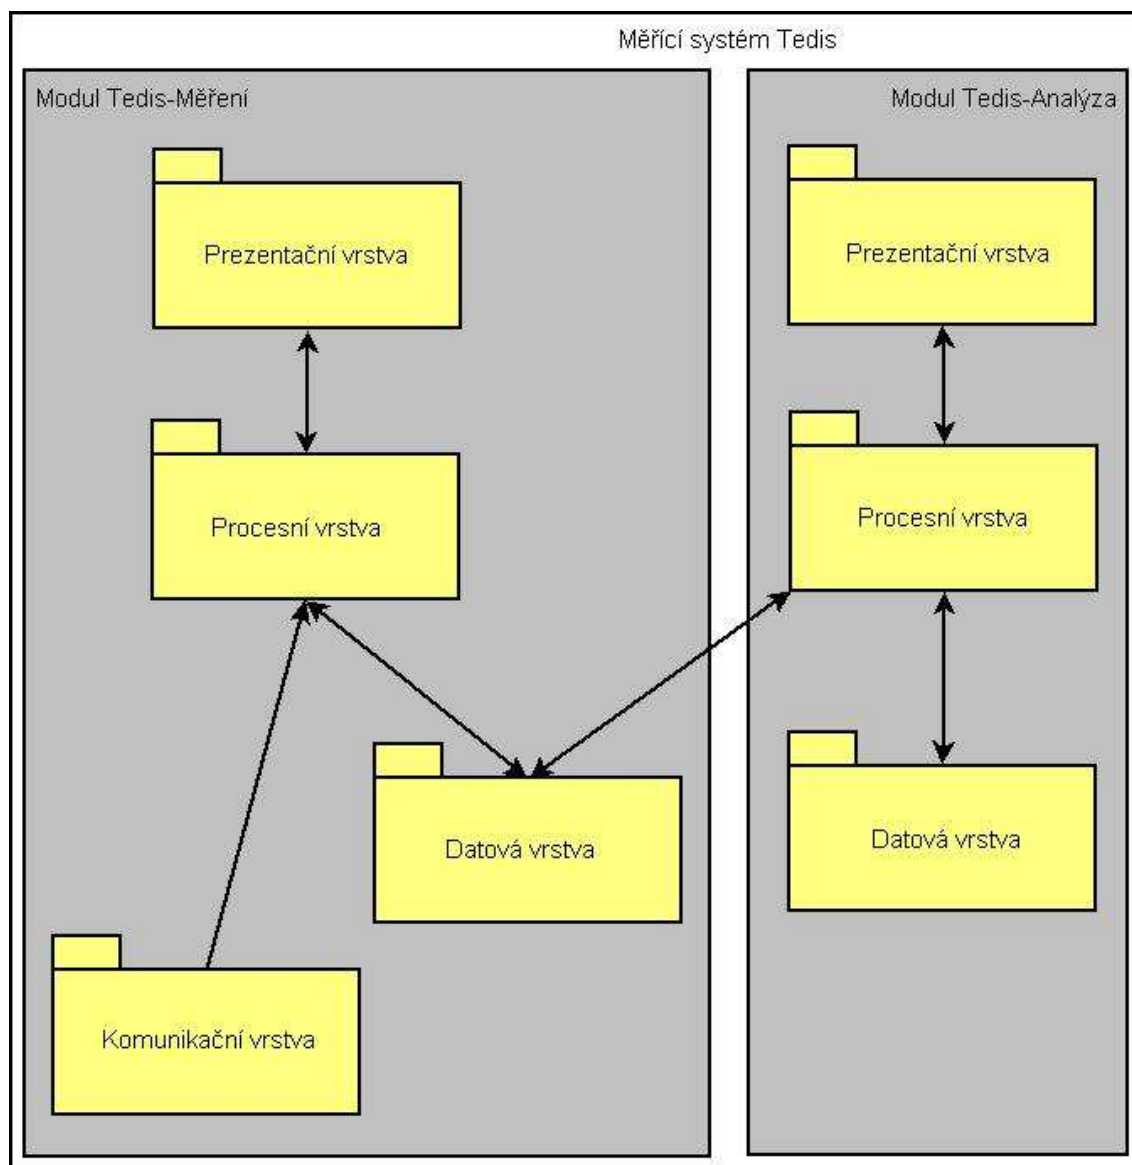 Měřící systém Tedis
Modul Tedis-Měření
Prezentační vrstva
Procesní vrstva
Datová vrstva
Komunikační vrstva
Modul Tedis-Analýza
Prezentační vrstva
Procesní vrstva
Datová vrstva